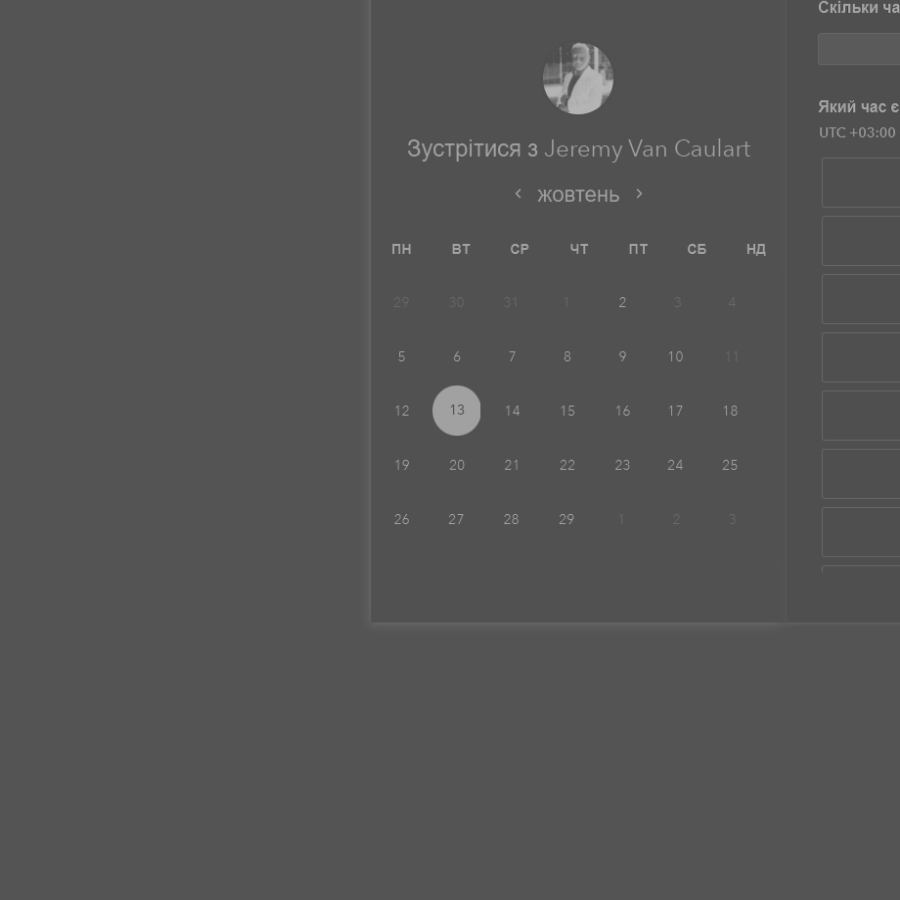 Зустрітися з Jeremy Van Caulart
жовтень
ПН ВТ СР ЧТ ПТ СБ НД
29 30 31 1 2 3 4
5 6 7 8 9 10 11
12 13 14 15 16 17 18
19 20 21 22 23 24 25
26 27 28 29 1 2 3
Скільки ча
Який час є
UTC +03:00